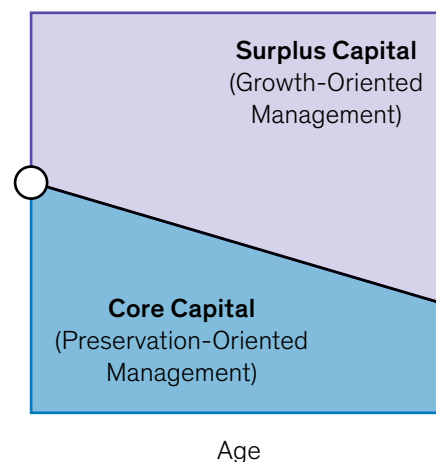 Surplus Capital
(Growth-Oriented
Management)
Core Capital
(Preservation-Oriented
Management)
Age